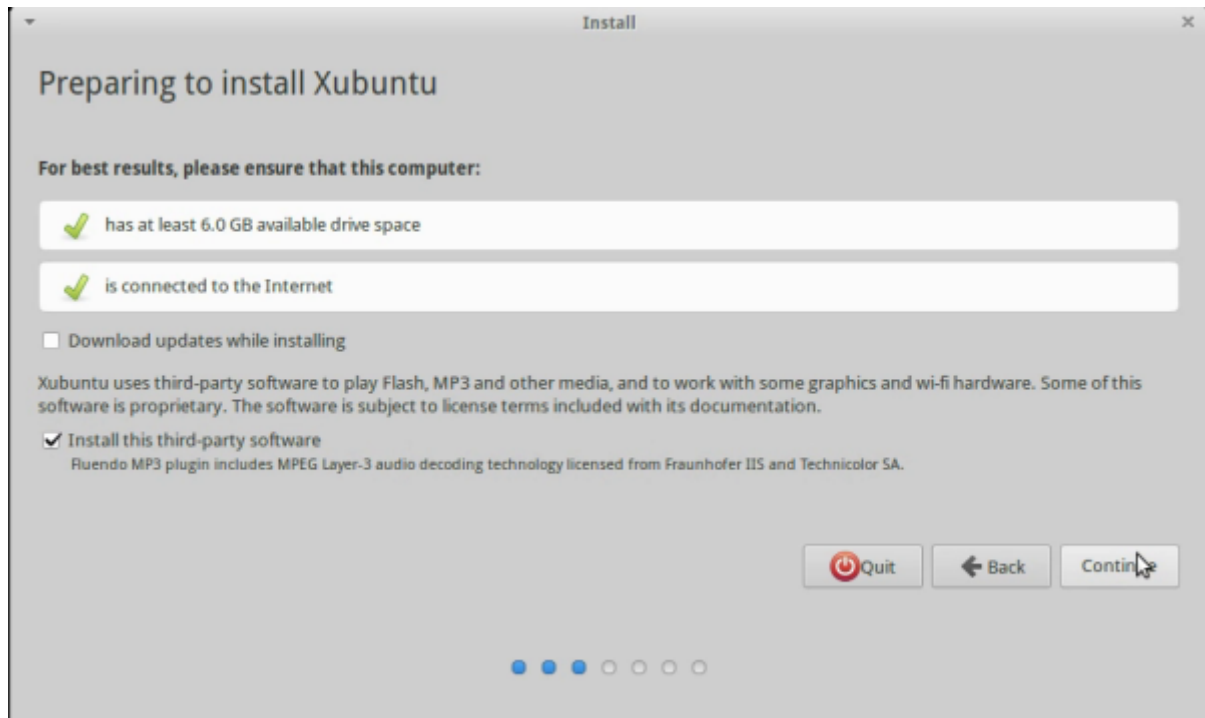 Install
Preparing to install Xubuntu
For best results, please ensure that this computer:
has at least 6.0 GB available drive space
is connected to the Internet
Download updates while installing
Xubuntu uses third-party software to play Flash, MP3 and other media, and to work with some graphics and wi-fi hardware. Some of this
software is proprietary. The software is subject to license terms included with its documentation.
Install this third-party software
Fluendo MP3 plugin includes MPEG Layer-3 audio decoding technology licensed from Fraunhofer IIS and Technicolor SA.
Quit
Back
Continue